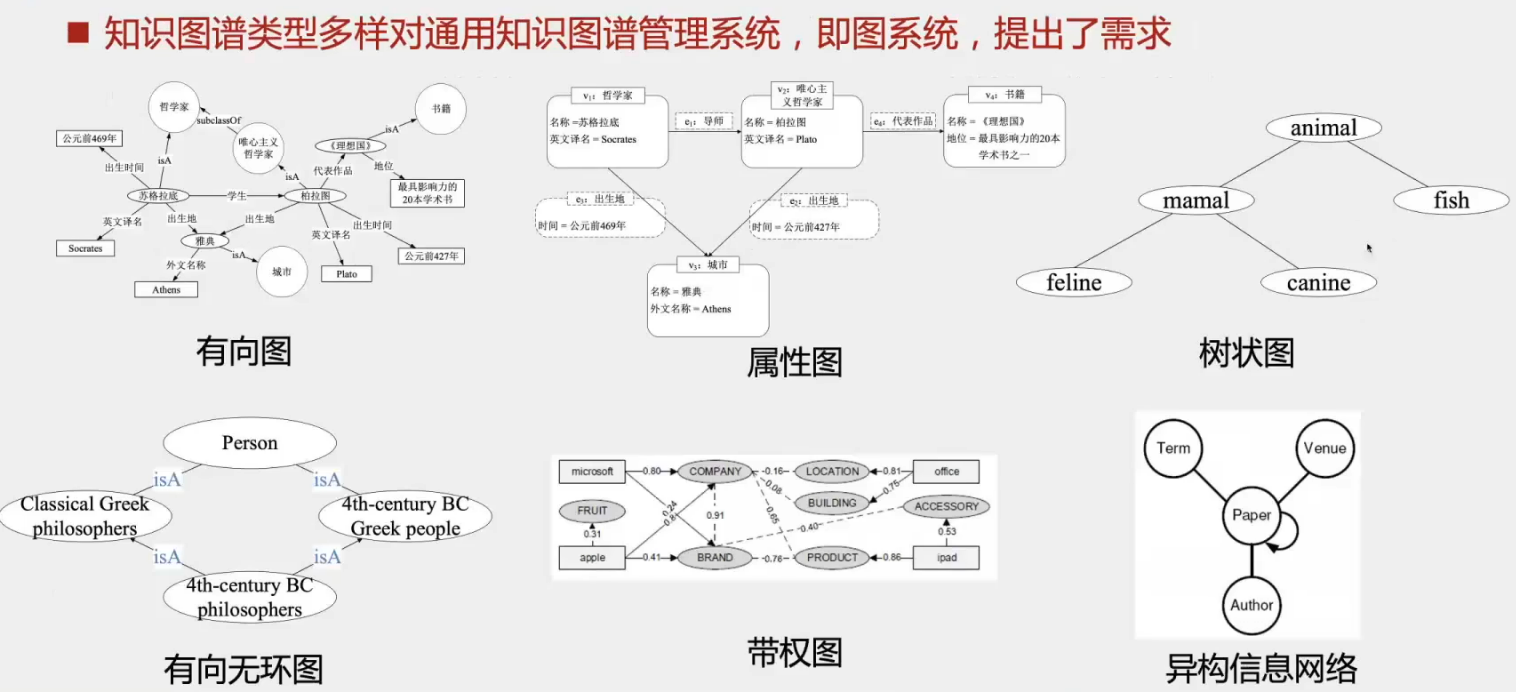 ■ 知识图谱类型多样对通用知识图谱管理系统，即图系统，提出了需求
哲学家
书籍
subclassOf
isA
公元前469年
唯心主义
哲学家
《理想国》
出生时间
isA
isA
代表作品
地位
苏格拉底
学生
柏拉图
最具影响力的
20本学术书
英文译名
出生地
出生地
出生时间
英文译名
Socrates
雅典
isA
公元前427年
外文名称
城市
Plato
Athens
有向图
v₁：哲学家
名称 =苏格拉底
英文译名 = Socrates
e₁：导师
v₂：唯心主
义哲学家
名称 = 柏拉图
英文译名 = Plato
e₄：代表作品
v₄：书籍
名称 = 《理想国》
地位 = 最具影响力的20本
学术书之一
e₃：出生地
时间 = 公元前469年
e₂：出生地
时间 = 公元前427年
v₃：城市
名称 = 雅典
外文名称 = Athens
属性图
animal
mamal
fish
feline
canine
树状图
Person
isA
isA
Classical Greek
philosophers
4th-century BC
Greek people
isA
isA
4th-century BC
philosophers
有向无环图
microsoft
0.80
COMPANY
0.16
LOCATION
0.81
office
0.08
0.75
FRUIT
0.24
0.8
0.91
0.65
BUILDING
ACCESSORY
0.31
0.40
0.53
apple
0.41
BRAND
0.76
PRODUCT
0.86
ipad
带权图
Term
Venue
Paper
Author
异构信息网络